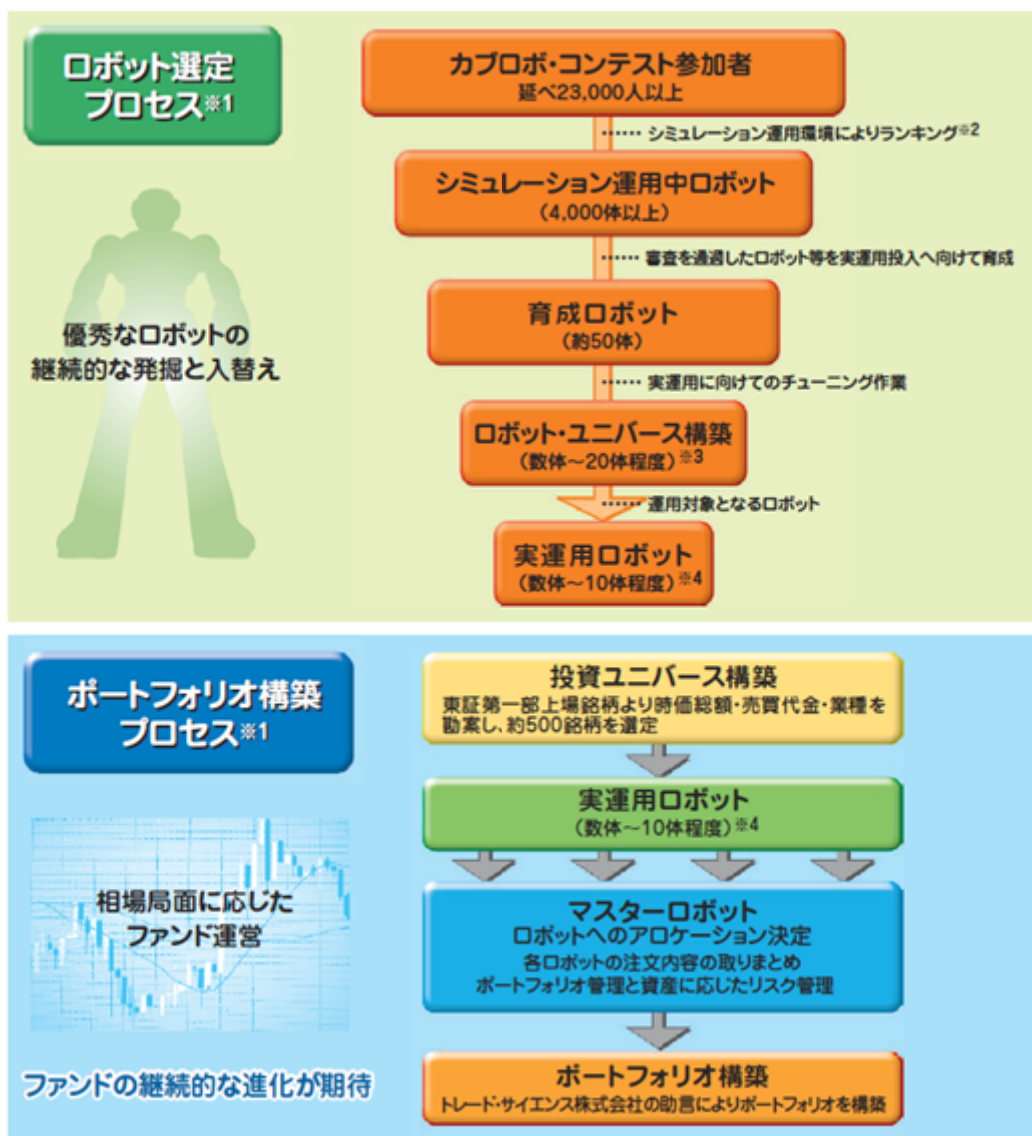 ロボット選定
プロセス※1
カブロボ・コンテスト参加者
延べ23,000人以上
…… シミュレーション運用環境によりランキング※2
シミュレーション運用中ロボット
（4,000体以上）
…… 審査を通過したロボット等を実運用投入へ向けて育成
育成ロボット
（約50体）
…… 実運用に向けてのチューニング作業
ロボット・ユニバース構築
（数体～20体程度）※3
…… 運用対象となるロボット
実運用ロボット
（数体～10体程度）※4
優秀なロボットの
継続的な発掘と入替え
ポートフォリオ構築
プロセス※1
投資ユニバース構築
東証第一部上場銘柄より時価総額・売買代金・業種を
勘案し、約500銘柄を選定
実運用ロボット
（数体～10体程度）※4
マスターロボット
ロボットへのアロケーション決定
各ロボットの注文内容の取りまとめ
ポートフォリオ管理と資産に応じたリスク管理
ポートフォリオ構築
トレード・サイエンス株式会社の助言によりポートフォリオを構築
相場局面に応じた
ファンド運営
ファンドの継続的な進化が期待